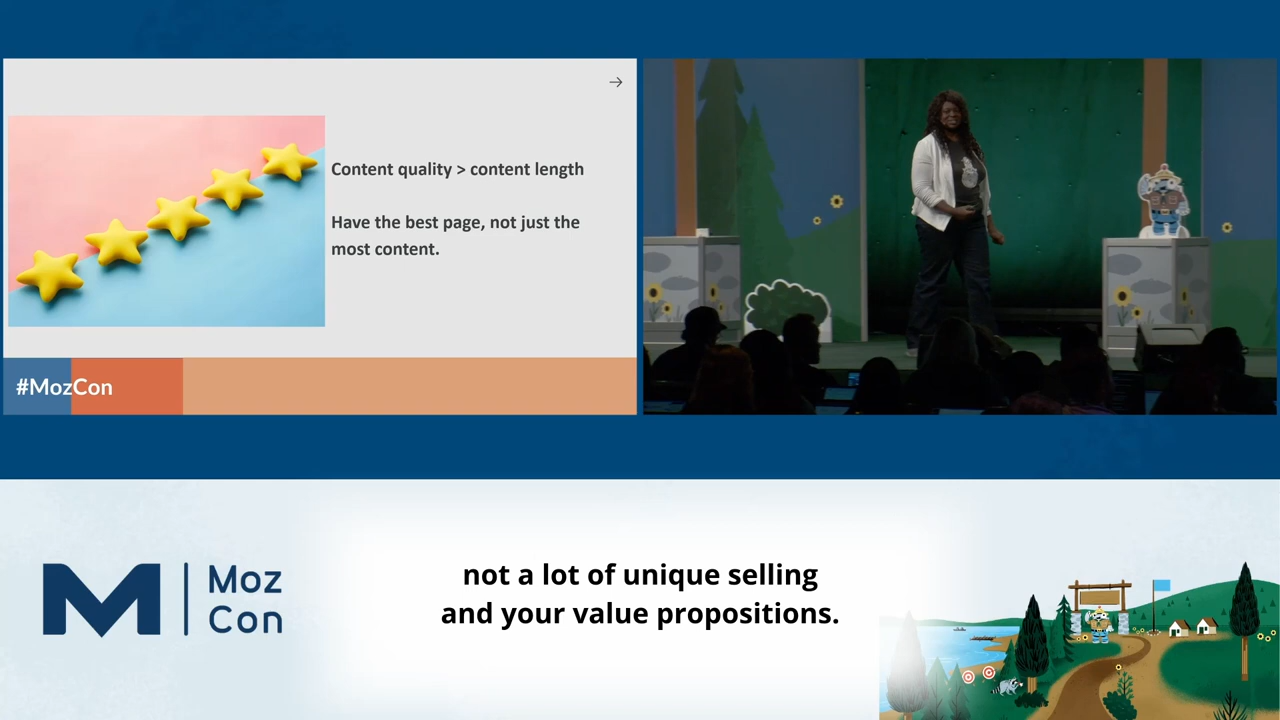 →
Content quality > content length
Have the best page, not just the
most content.
#MozCon
Moz
Con
not a lot of unique selling
and your value propositions.